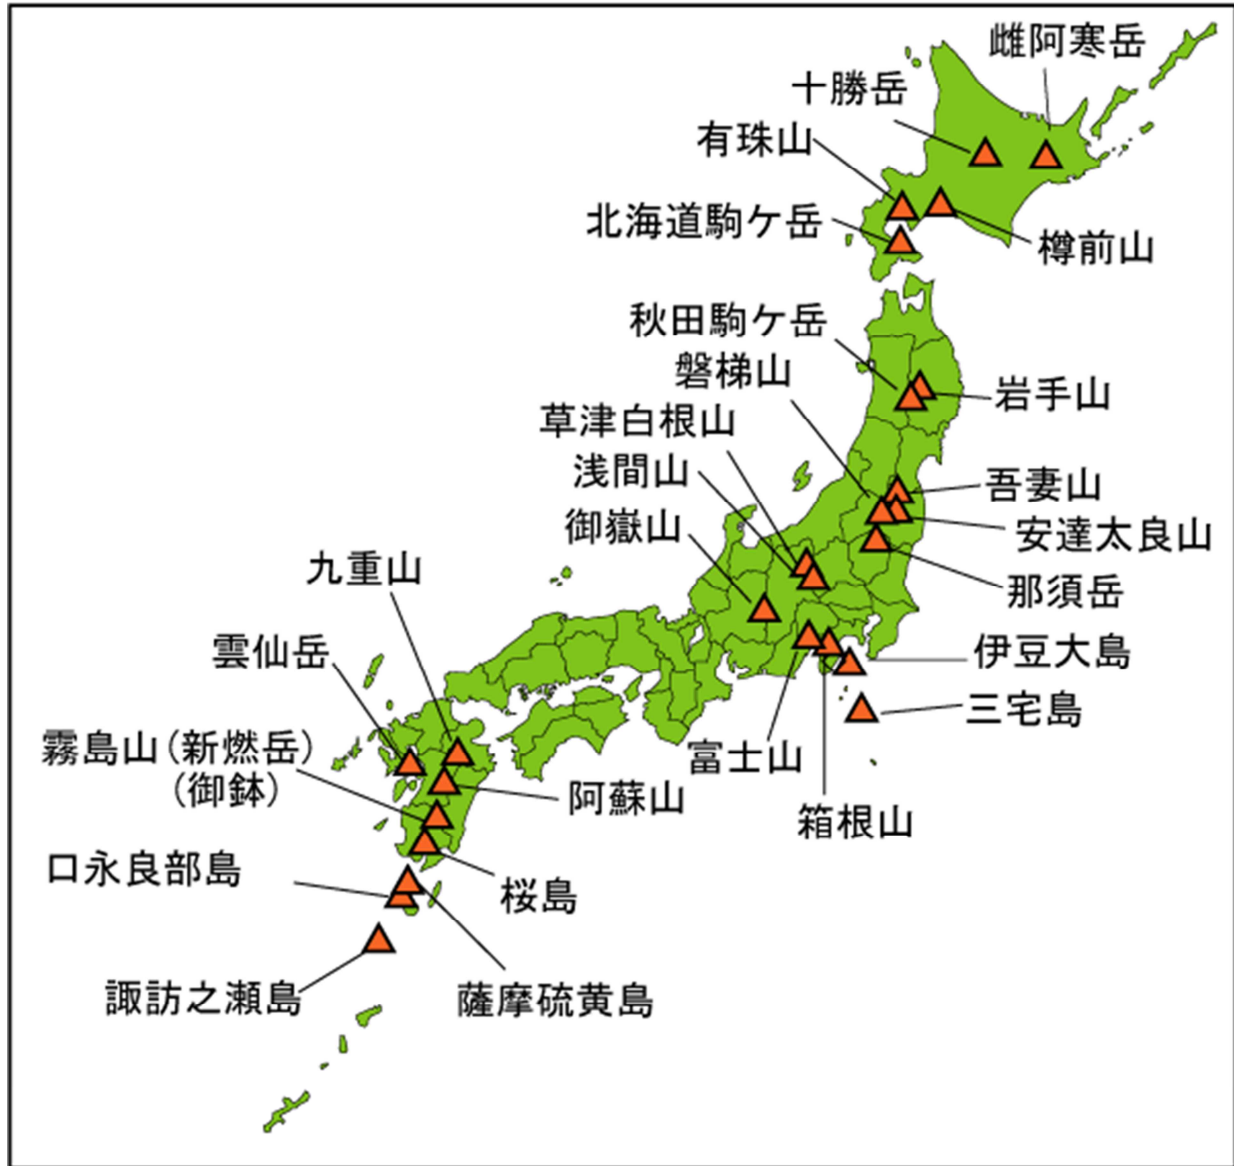 雌阿寒岳
十勝岳
有珠山
北海道駒ケ岳
樽前山
秋田駒ケ岳
磐梯山
岩手山
草津白根山
浅間山
吾妻山
御嶽山
安達太良山
九重山
那須岳
雲仙岳
伊豆大島
三宅島
霧島山(新燃岳)
(御鉢)
富士山
阿蘇山
箱根山
口永良部島
桜島
諏訪之瀬島
薩摩硫黄島